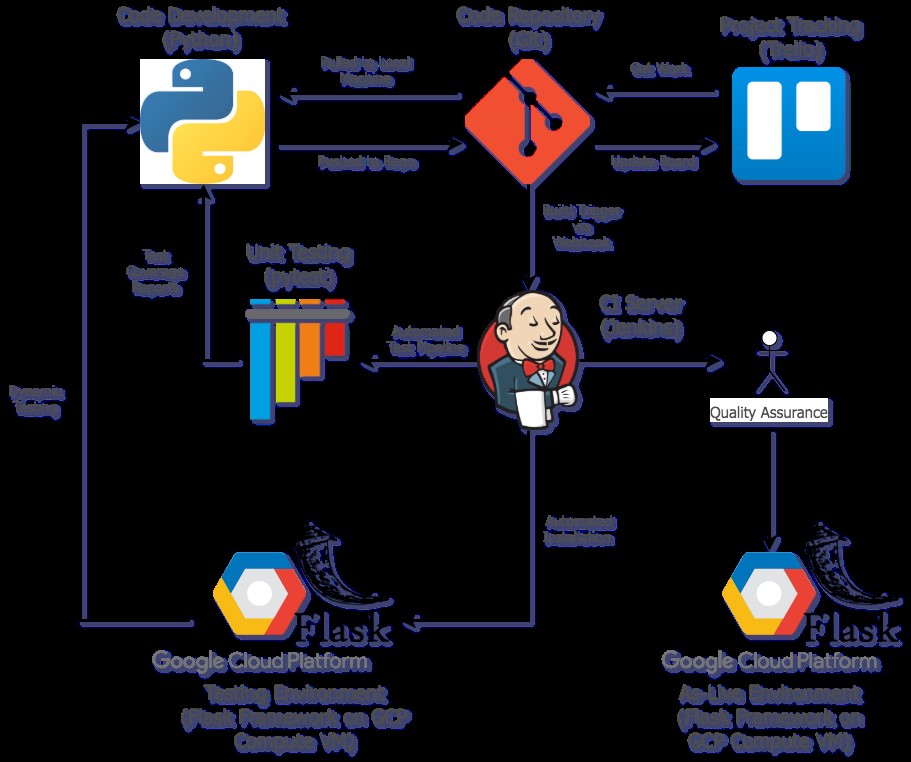 Code Development
(Python)
Code Repository
(Git)
Project Tracking
(Trello)
Pulled to Local
Machine
Get Work
Pushed to Repo
Update Board
Build Trigger
via
Webhook
Test
Coverage
Reports
Unit Testing
(pytest)
CI Server
(Jenkins)
Automated
Test Pipeline
Dynamic
Testing
Quality Assurance
Automated
Installation
Flask
Google Cloud Platform
Testing Environment
(Flask Framework on GCP
Compute VM)
Flask
Google Cloud Platform
As-Live Environment
(Flask Framework on
GCP Compute VM)